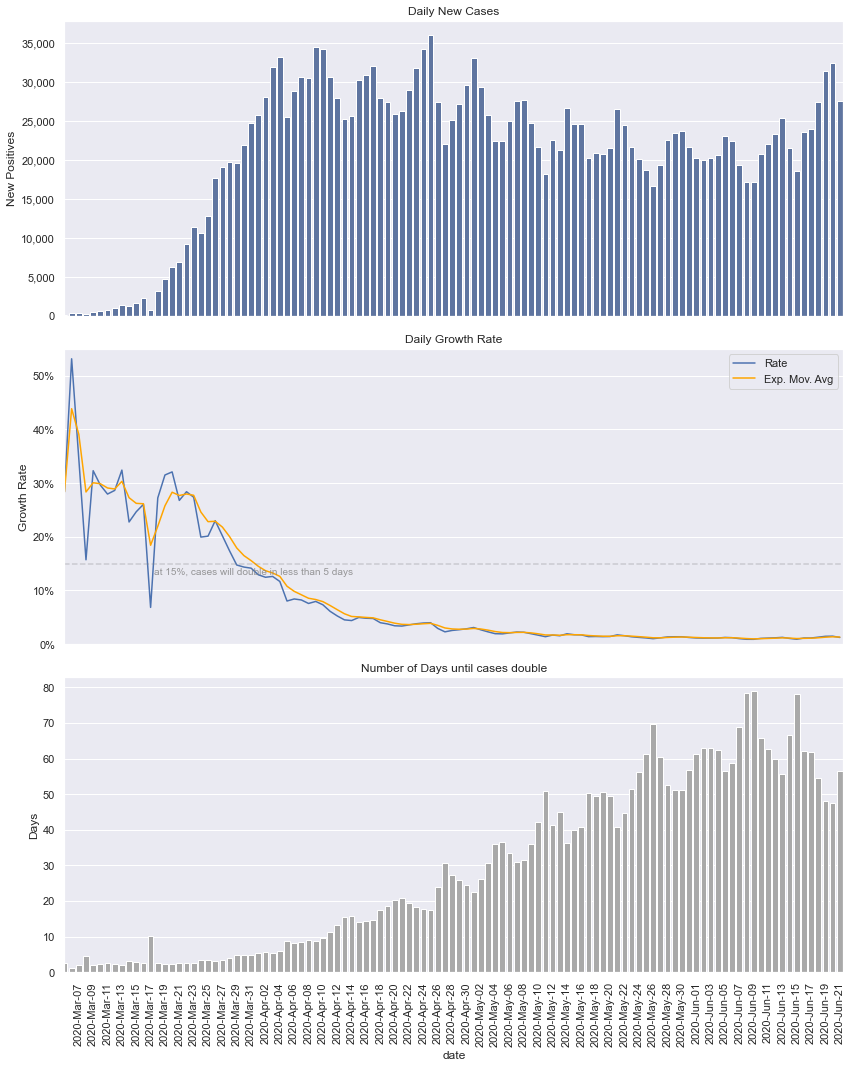 Daily New Cases
35,000
30,000
25,000
20,000
15,000
10,000
5,000
0
New Positives
Daily Growth Rate
Rate
Exp. Mov. Avg
50%
40%
30%
20%
10%
0%
Growth Rate
at 15%, cases will double in less than 5 days
Number of Days until cases double
80
70
60
50
40
30
20
10
0
Days
2020-Mar-07
2020-Mar-09
2020-Mar-11
2020-Mar-13
2020-Mar-15
2020-Mar-17
2020-Mar-19
2020-Mar-21
2020-Mar-23
2020-Mar-25
2020-Mar-27
2020-Mar-29
2020-Mar-31
2020-Apr-02
2020-Apr-04
2020-Apr-06
2020-Apr-08
2020-Apr-10
2020-Apr-12
2020-Apr-14
2020-Apr-16
2020-Apr-18
2020-Apr-20
2020-Apr-22
2020-Apr-24
2020-Apr-26
2020-Apr-28
2020-Apr-30
2020-May-02
2020-May-04
2020-May-06
2020-May-08
2020-May-10
2020-May-12
2020-May-14
2020-May-16
2020-May-18
2020-May-20
2020-May-22
2020-May-24
2020-May-26
2020-May-28
2020-May-30
2020-Jun-01
2020-Jun-03
2020-Jun-05
2020-Jun-07
2020-Jun-09
2020-Jun-11
2020-Jun-13
2020-Jun-15
2020-Jun-17
2020-Jun-19
2020-Jun-21
date